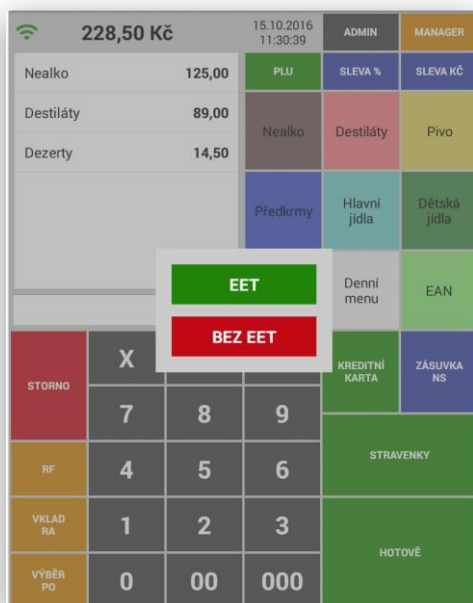 228,50 Kč
15.10.2016
11:30:39
ADMIN
MANAGER
Nealko 125,00
Destiláty 89,00
Dezerty 14,50
PLU
SLEVA %
SLEVA KČ
Nealko
Destiláty
Pivo
Předkrmy
Hlavní
jídla
Dětská
jídla
Denní
menu
EAN
EET
BEZ EET
STORNO
X
KREDITNÍ
KARTA
ZÁSUVKA
NS
7
8
9
STRAVENKY
RF
4
5
6
VKLAD
RA
1
2
3
HOTOVĚ
VÝBĚR
PO
0
00
000